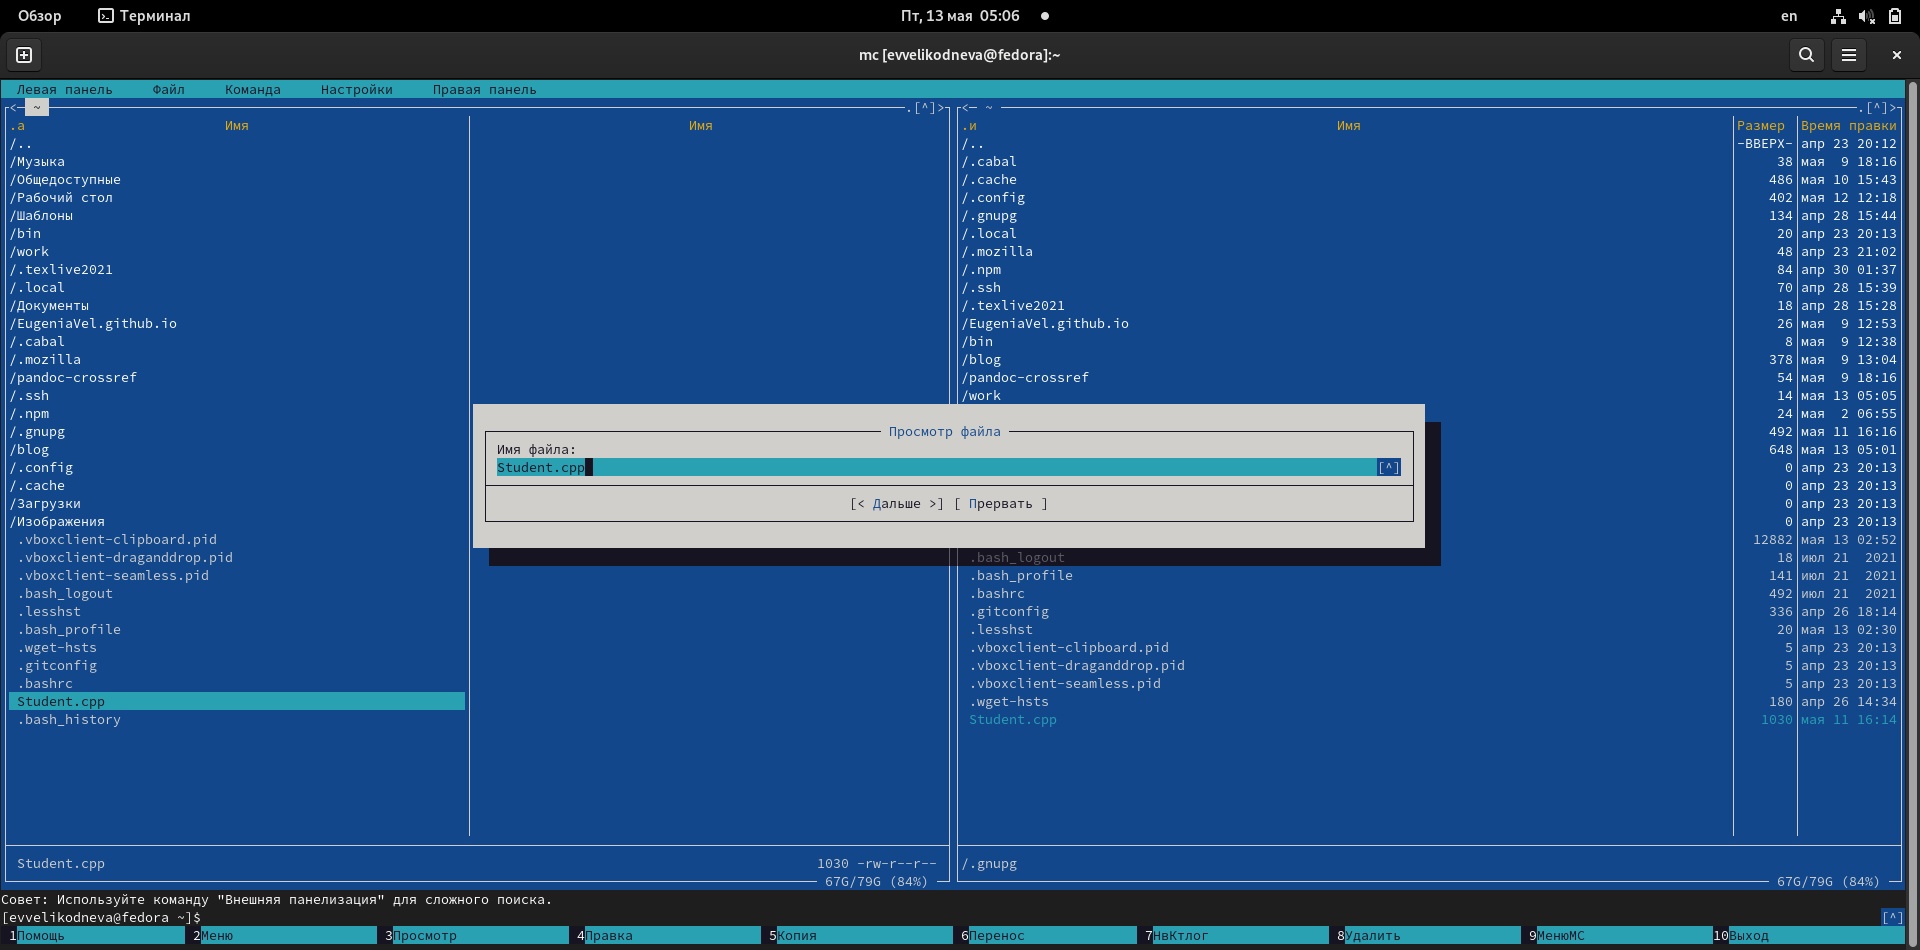 Обзор Терминал Пт, 13 мая 05:06 en
mc [evvelikodneva@fedora]:~
Левая панель Файл Команда Настройки Правая панель
<─ ~ .[^]> <─ ~ .[^]>
.а Имя Имя .и Имя Размер Время правки
/.. /.. -ВВЕРХ- апр 23 20:12
/Музыка /.cabal 38 мая 9 18:16
/Общедоступные /.cache 486 мая 10 15:43
/Рабочий стол /.config 402 мая 12 12:18
/Шаблоны /.gnupg 134 апр 28 15:44
/bin /.local 20 апр 23 20:13
/work /.mozilla 48 апр 23 21:02
/.texlive2021 /.npm 84 апр 30 01:37
/.local /.ssh 70 апр 28 15:39
/Документы /.texlive2021 18 апр 28 15:28
/EugeniaVel.github.io /EugeniaVel.github.io 26 мая 9 12:53
/.cabal /bin 8 мая 9 12:38
/.mozilla /blog 378 мая 9 13:04
/pandoc-crossref /pandoc-crossref 54 мая 9 18:16
/.ssh /work 14 мая 13 05:05
/.npm 24 мая 2 06:55
/.gnupg Просмотр файла 492 мая 11 16:16
/blog Имя файла: 648 мая 13 05:01
/.config Student.cpp [^] 0 апр 23 20:13
/.cache 0 апр 23 20:13
/Загрузки [< Дальше >] [ Прервать ] 0 апр 23 20:13
/Изображения 0 апр 23 20:13
.vboxclient-clipboard.pid 12882 мая 13 02:52
.vboxclient-draganddrop.pid .bash_logout 18 июл 21 2021
.vboxclient-seamless.pid .bash_profile 141 июл 21 2021
.bash_logout .bashrc 492 июл 21 2021
.lesshst .gitconfig 336 апр 26 18:14
.bash_profile .lesshst 20 мая 13 02:30
.wget-hsts .vboxclient-clipboard.pid 5 апр 23 20:13
.gitconfig .vboxclient-draganddrop.pid 5 апр 23 20:13
.bashrc .vboxclient-seamless.pid 5 апр 23 20:13
Student.cpp .wget-hsts 180 апр 26 14:34
.bash_history Student.cpp 1030 мая 11 16:14
Student.cpp 1030 -rw-r--r-- /.gnupg
67G/79G (84%) 67G/79G (84%)
Совет: Используйте команду "Внешняя панелизация" для сложного поиска.
[evvelikodneva@fedora ~]$ [^]
1Помощь 2Меню 3Просмотр 4Правка 5Копия 6Перенос 7НвКтлог 8Удалить 9МенюМС 10Выход